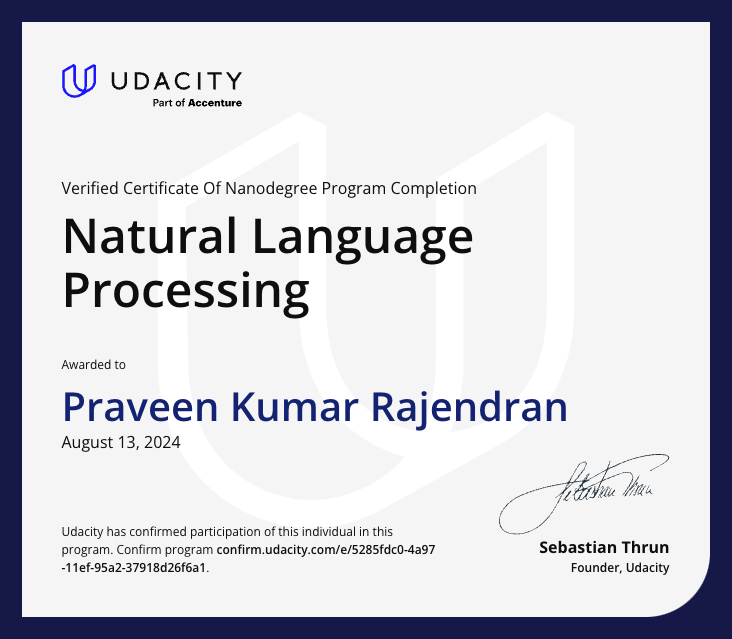 UDACITY
Part of Accenture
Verified Certificate Of Nanodegree Program Completion
Natural Language
Processing
Awarded to
Praveen Kumar Rajendran
August 13, 2024
Udacity has confirmed participation of this individual in this
program. Confirm program confirm.udacity.com/e/5285fdc0-4a97
-11ef-95a2-37918d26f6a1.
Sebastian Thrun
Sebastian Thrun
Founder, Udacity